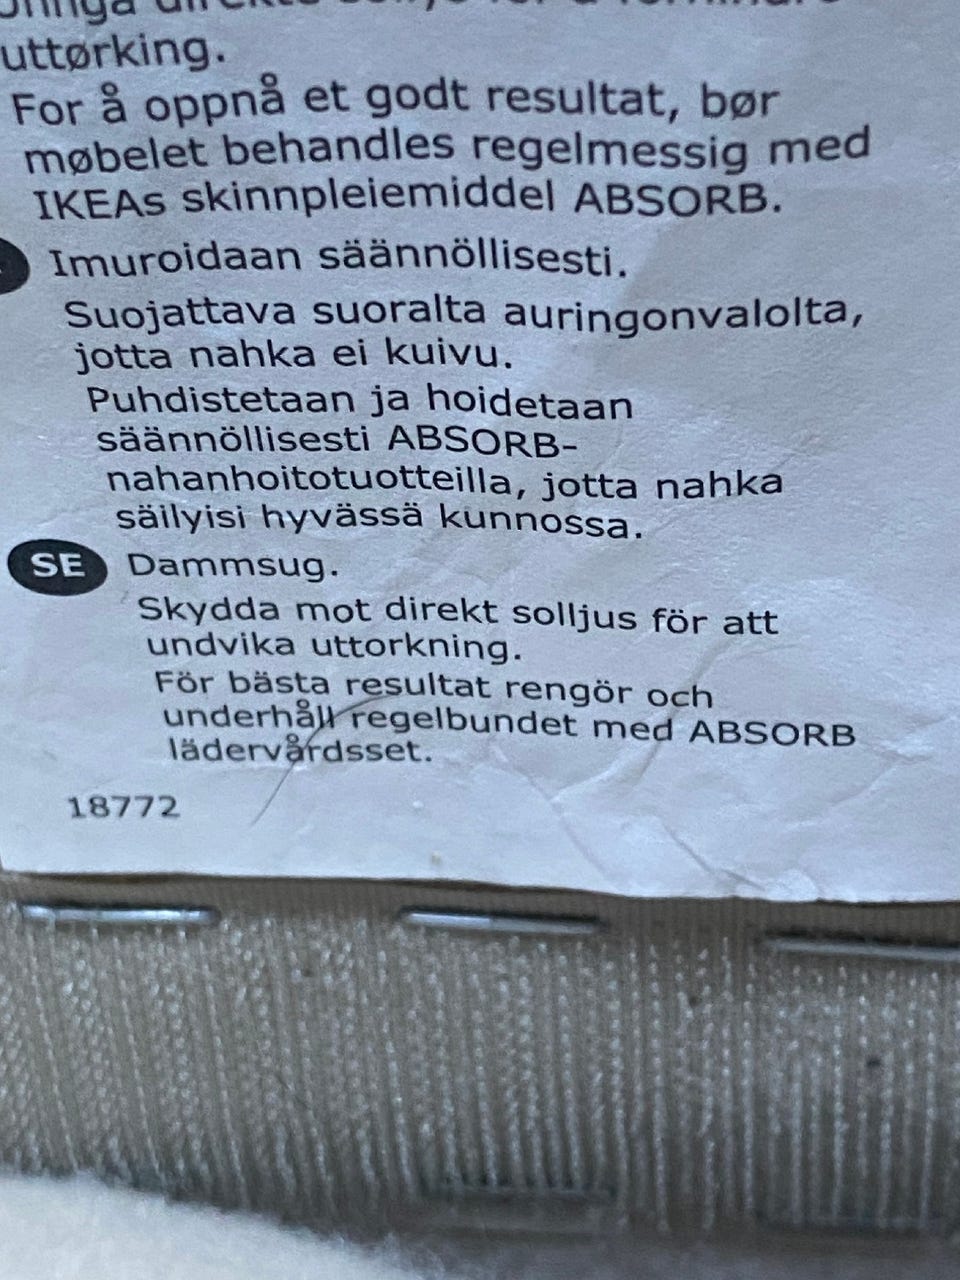 uttørking.
For å oppnå et godt resultat, bør
møbelet behandles regelmessig med
IKEAs skinnpleiemiddel ABSORB.
Imuroidaan säännöllisesti.
Suojattava suoralta auringonvalolta,
jotta nahka ei kuivu.
Puhdistetaan ja hoidetaan
säännöllisesti ABSORB-
nahanhoitotuotteilla, jotta nahka
säilyisi hyvässä kunnossa.
SE Dammsug.
Skydda mot direkt solljus för att
undvika uttorkning.
För bästa resultat rengör och
underhåll regelbundet med ABSORB
lädervårdsset.
18772